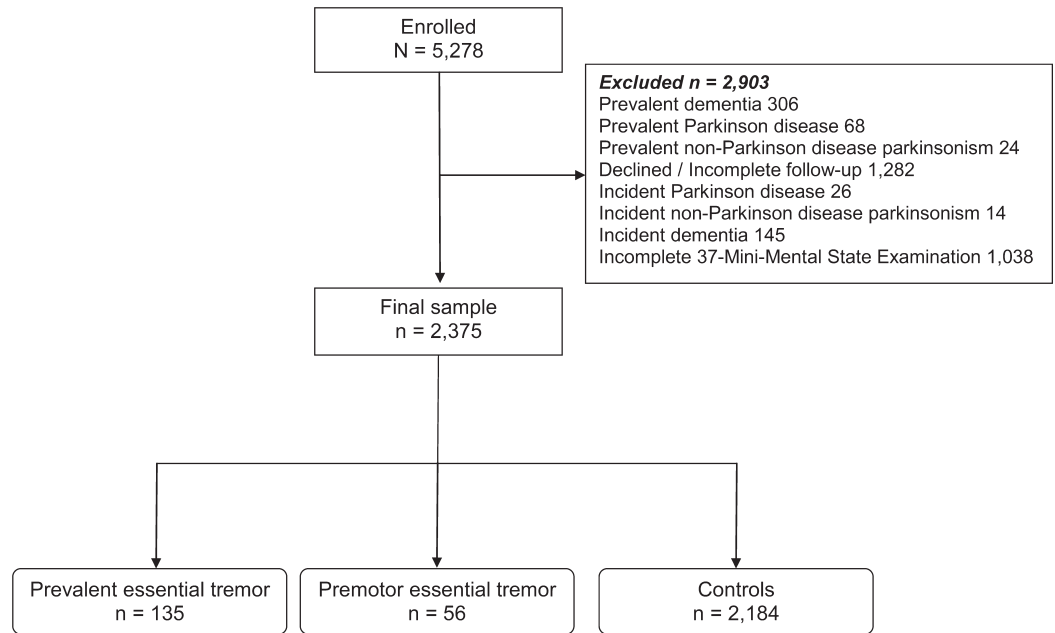 Enrolled
N = 5,278
Excluded n = 2,903
Prevalent dementia 306
Prevalent Parkinson disease 68
Prevalent non-Parkinson disease parkinsonism 24
Declined / Incomplete follow-up 1,282
Incident Parkinson disease 26
Incident non-Parkinson disease parkinsonism 14
Incident dementia 145
Incomplete 37-Mini-Mental State Examination 1,038
Final sample
n = 2,375
Prevalent essential tremor
n = 135
Premotor essential tremor
n = 56
Controls
n = 2,184